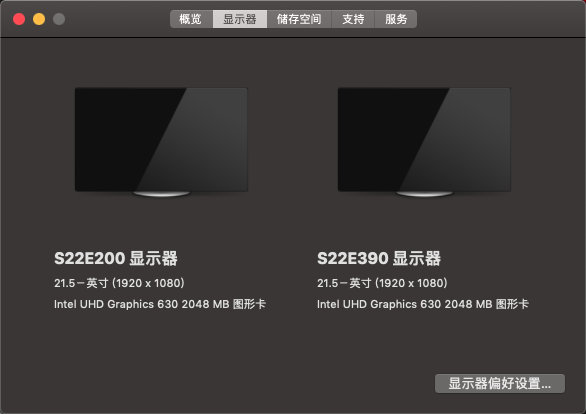 概览 显示器 储存空间 支持 服务
S22E200 显示器 S22E390 显示器
21.5－英寸 (1920 x 1080) 21.5－英寸 (1920 x 1080)
Intel UHD Graphics 630 2048 MB 图形卡 Intel UHD Graphics 630 2048 MB 图形卡
显示器偏好设置...